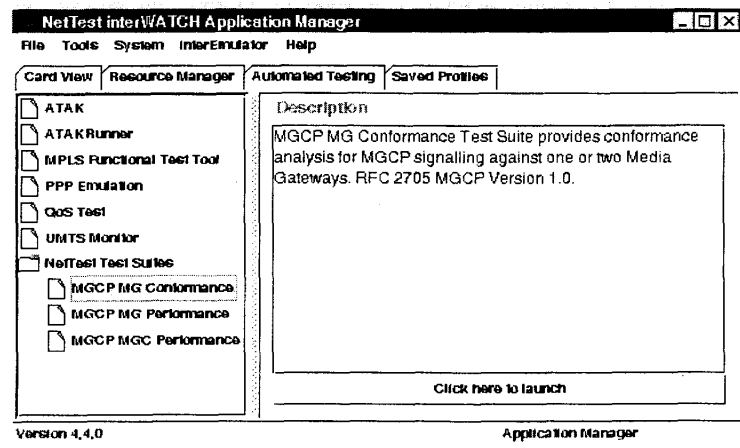 NetTest interWATCH Application Manager
File Tools System InterEmulator Help
Card View Resource Manager Automated Testing Saved Profiles
ATAK
ATAKRunner
MPLS Functional Test Tool
PPP Emulation
QoS Test
UMTS Monitor
NetTest Test Suites
MGCP MG Conformance
MGCP MG Performance
MGCP MGC Performance
Description
MGCP MG Conformance Test Suite provides conformance
analysis for MGCP signalling against one or two Media
Gateways. RFC 2705 MGCP Version 1.0.
Click here to launch
Version 4.4.0
Application Manager